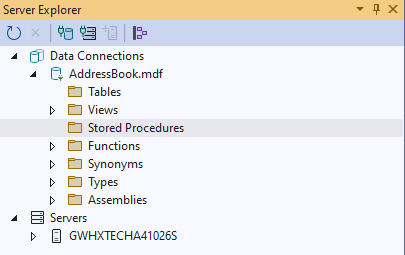 Server Explorer
Data Connections
AddressBook.mdf
Tables
Views
Stored Procedures
Functions
Synonyms
Types
Assemblies
Servers
GWHXTECHA41026S